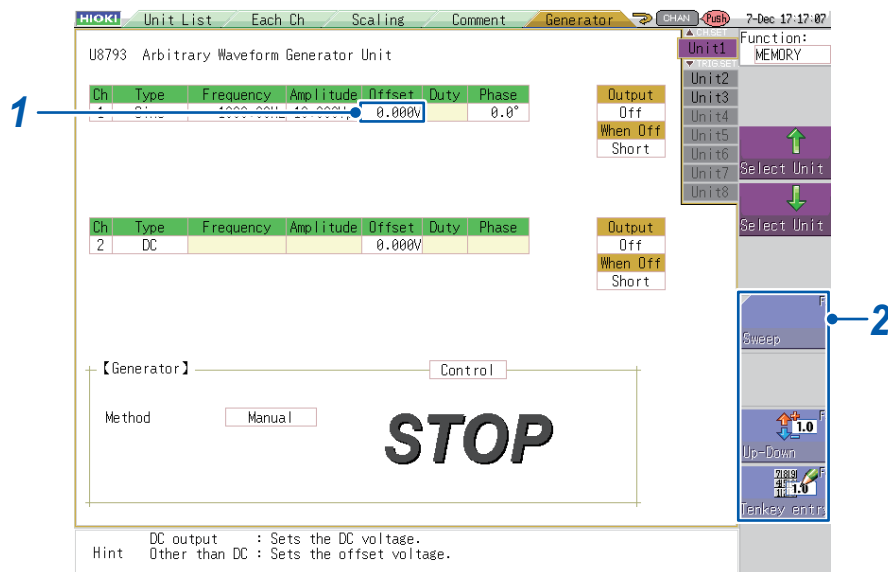 HIOKI Unit List Each Ch Scaling Comment Generator CHAN Push 7-Dec 17:17:07
U8793 Arbitrary Waveform Generator Unit
▲ CH.SET
Unit1
▼ TRIG.SET
Unit2
Unit3
Unit4
Unit5
Unit6
Unit7
Unit8
Function:
MEMORY
Select Unit
Select Unit
1
Ch Type Frequency Amplitude Offset Duty Phase
1 0.000V 0.0°
Output
Off
When Off
Short
Ch Type Frequency Amplitude Offset Duty Phase
2 DC 0.000V
Output
Off
When Off
Short
2
F
Sweep
F
1.0
Up-Down
F
1.0
Tenkey entry
【Generator】 Control
Method Manual STOP
Hint DC output : Sets the DC voltage.
Other than DC : Sets the offset voltage.